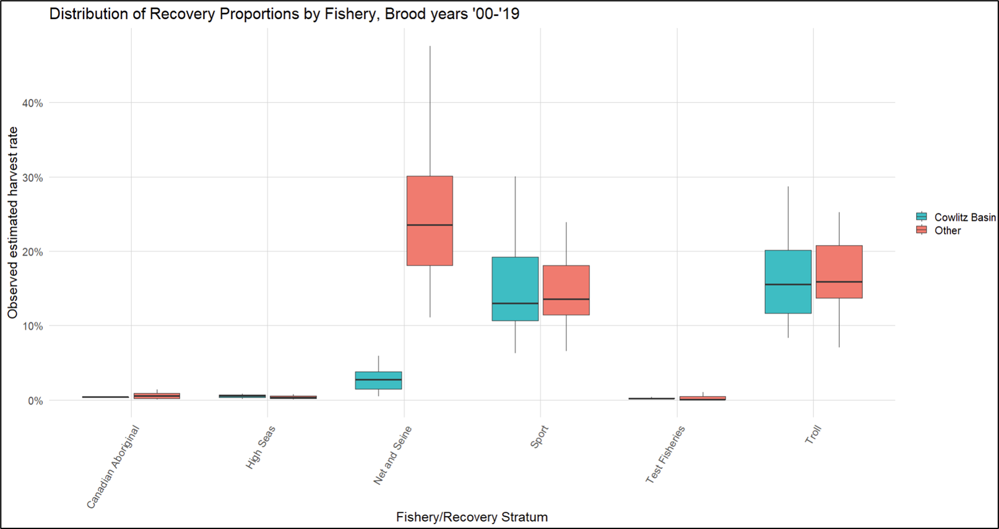 Distribution of Recovery Proportions by Fishery, Brood years '00-'19
Observed estimated harvest rate
40%
30%
20%
10%
0%
Canadian Aboriginal
High Seas
Net and Seine
Sport
Test Fisheries
Troll
Fishery/Recovery Stratum
Cowlitz Basin
Other